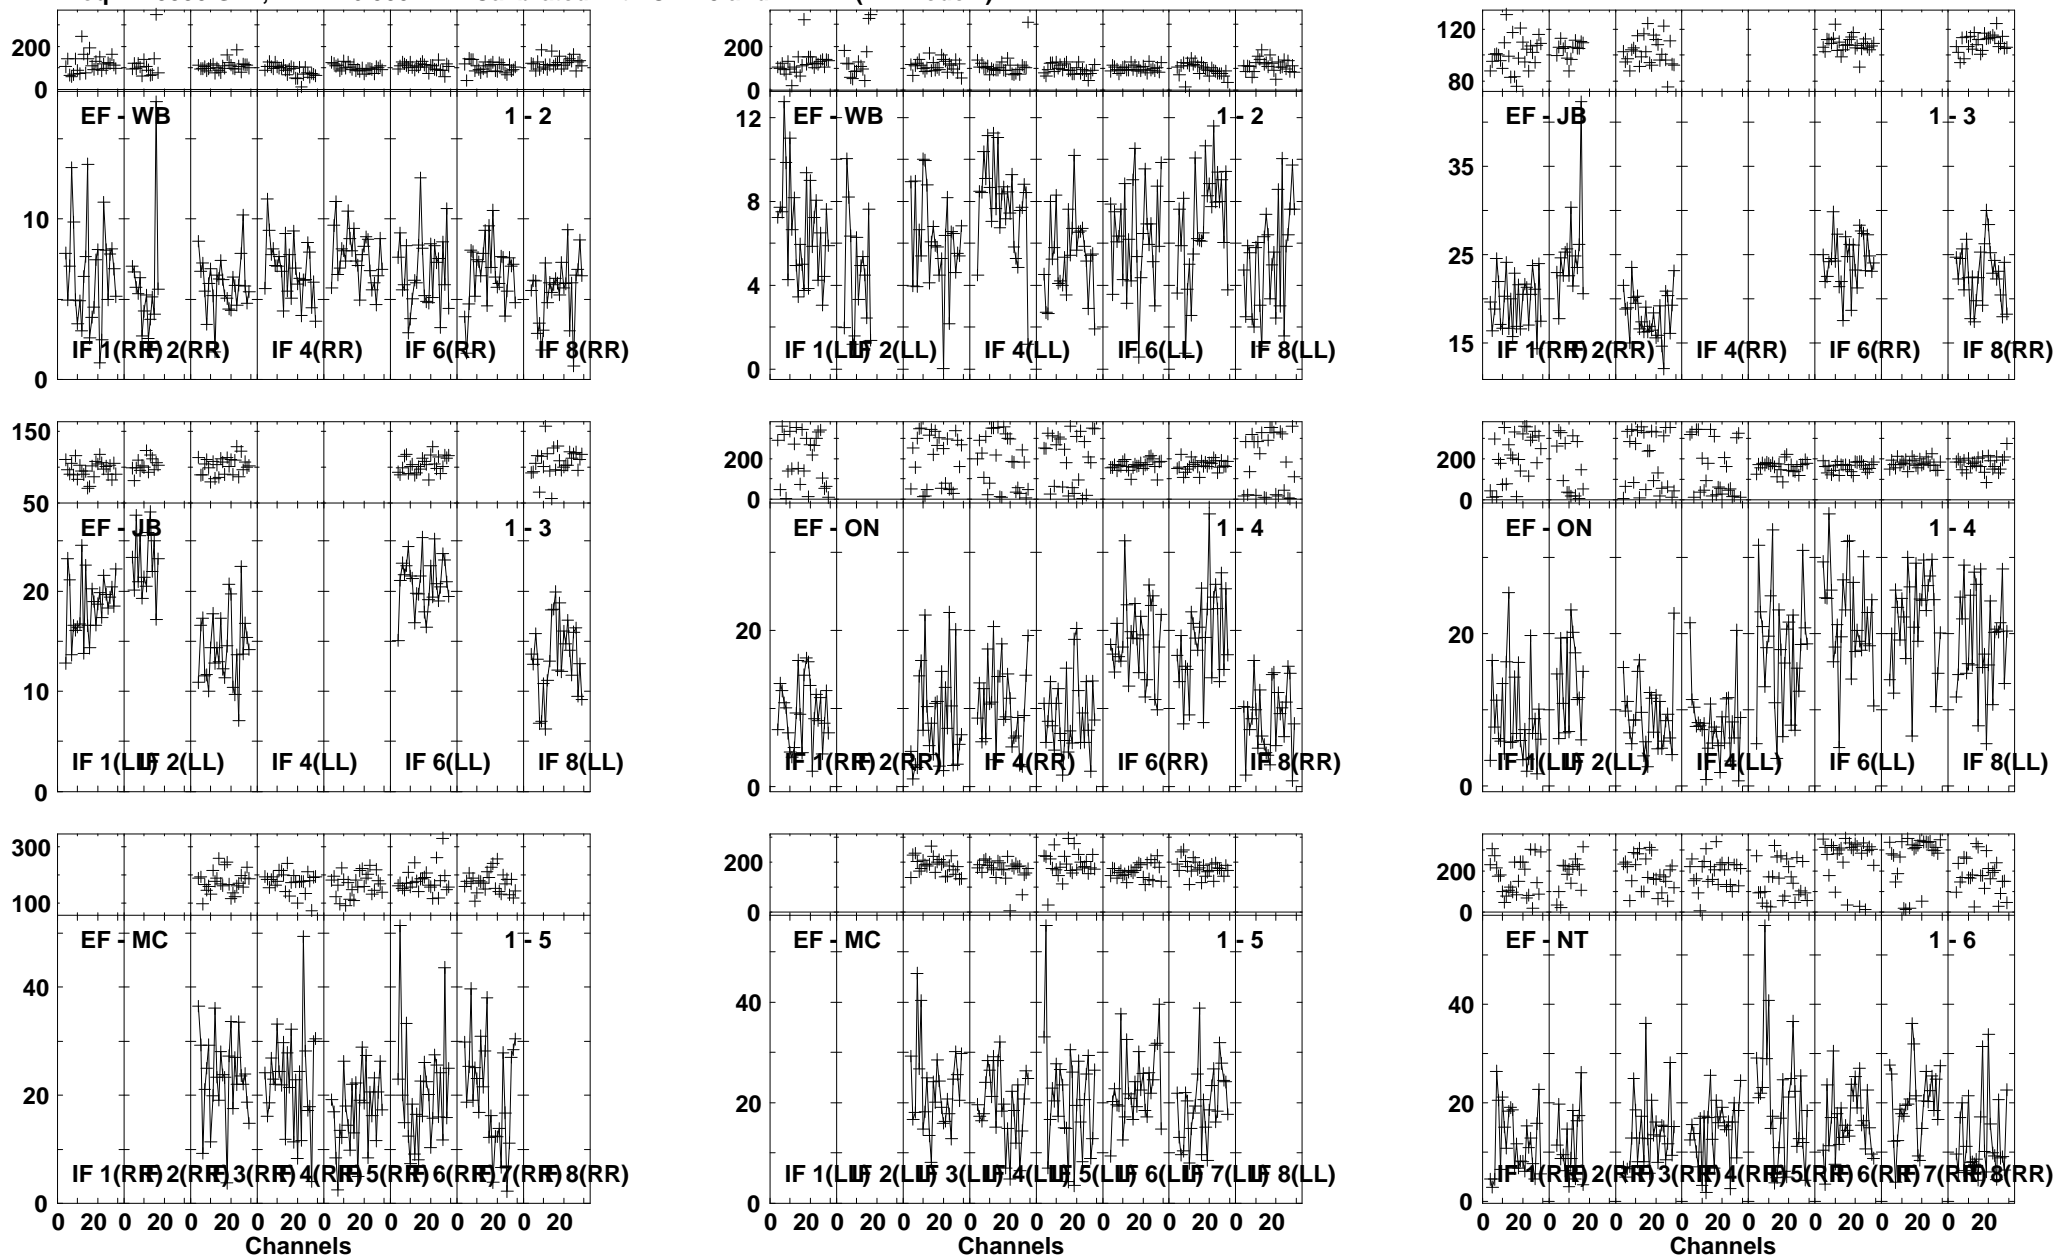 200
0
EF - WB
1 - 2
10
0
IF 1(RR) IF 2(RR) IF 4(RR) IF 6(RR) IF 8(RR)
200
0
EF - WB
1 - 2
12
8
4
0
IF 1(LL) IF 2(LL) IF 4(LL) IF 6(LL) IF 8(LL)
120
80
EF - JB
1 - 3
35
25
15
IF 1(RR) IF 2(RR) IF 4(RR) IF 6(RR) IF 8(RR)
150
50
EF - JB
1 - 3
20
10
0
IF 1(LL) IF 2(LL) IF 4(LL) IF 6(LL) IF 8(LL)
200
0
EF - ON
1 - 4
20
0
IF 1(RR) IF 2(RR) IF 4(RR) IF 6(RR) IF 8(RR)
200
0
EF - ON
1 - 4
20
0
IF 1(LL) IF 2(LL) IF 4(LL) IF 6(LL) IF 8(LL)
300
100
EF - MC
1 - 5
40
20
0
IF 1(RR) IF 2(RR) IF 3(RR) IF 4(RR) IF 5(RR) IF 6(RR) IF 7(RR) IF 8(RR)
0 20 0 20 0 20 0 20 0 20 0 20 0 20 0 20
Channels
200
0
EF - MC
1 - 5
40
20
0
IF 1(LL) IF 2(LL) IF 3(LL) IF 4(LL) IF 5(LL) IF 6(LL) IF 7(LL) IF 8(LL)
0 20 0 20 0 20 0 20 0 20 0 20 0 20 0 20
Channels
200
0
EF - NT
1 - 6
40
20
0
IF 1(RR) IF 2(RR) IF 3(RR) IF 4(RR) IF 5(RR) IF 6(RR) IF 7(RR) IF 8(RR)
0 20 0 20 0 20 0 20 0 20 0 20 0 20 0 20
Channels